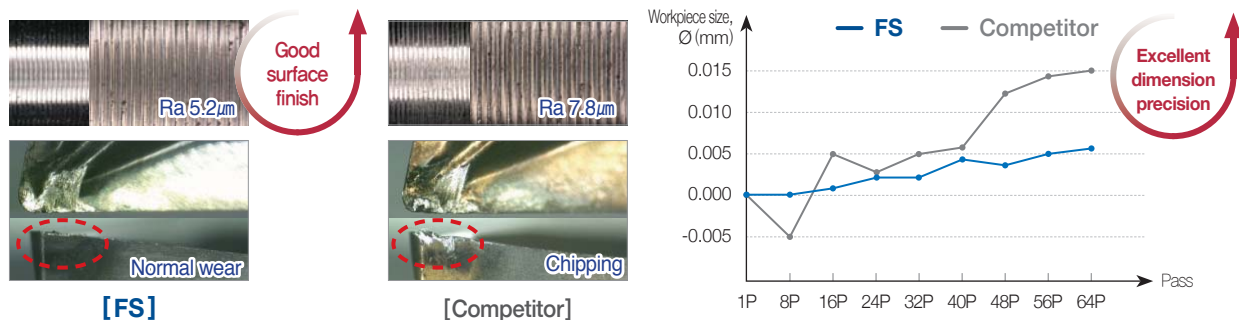 Good
surface
finish
Ra 5.2㎛
Normal wear
[FS]
Ra 7.8㎛
Chipping
[Competitor]
Workpiece size,
Ø (mm)
FS
Competitor
Excellent
dimension
precision
0.015
0.010
0.005
0.000
-0.005
Pass
1P 8P 16P 24P 32P 40P 48P 56P 64P